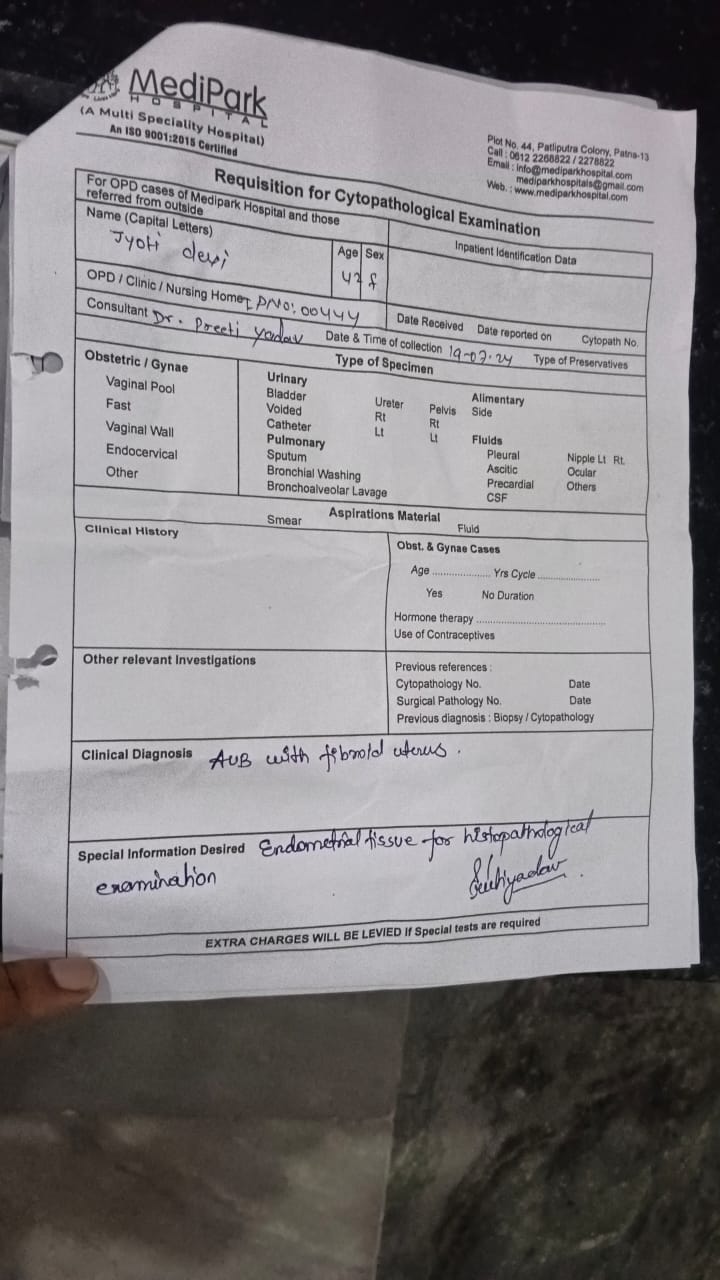 MediPark
HOSPITAL
(A Multi Speciality Hospital)
An ISO 9001:2015 Certified
Plot No. 44, Patliputra Colony, Patna-13
Call : 0612 2268822 / 2278822
Email : info@mediparkhospital.com
mediparkhospitals@gmail.com
Web. : www.mediparkhospital.com
Requisition for Cytopathological Examination
For OPD cases of Medipark Hospital and those
referred from outside
Inpatient Identification Data
Name (Capital Letters)
Jyoti devi
Age Sex
42 f
OPD / Clinic / Nursing Home IPNO: 00444
Date Received Date reported on Cytopath No.
Consultant Dr. Preeti yadav Date & Time of collection 19-07-24 Type of Preservatives
Type of Specimen
Obstetric / Gynae
Vaginal Pool
Fast
Vaginal Wall
Endocervical
Other
Urinary
Bladder
Voided
Catheter
Pulmonary
Sputum
Bronchial Washing
Bronchoalveolar Lavage
Ureter
Rt
Lt
Pelvis
Rt
Lt
Alimentary
Side
Fluids
Pleural
Ascitic
Precardial
CSF
Nipple Lt Rt.
Ocular
Others
Aspirations Material
Smear Fluid
Clinical History
Obst. & Gynae Cases
Age .................... Yrs Cycle .....................
Yes No Duration
Hormone therapy ............................................
Use of Contraceptives
Other relevant Investigations
Previous references :
Cytopathology No. Date
Surgical Pathology No. Date
Previous diagnosis : Biopsy / Cytopathology
Clinical Diagnosis AUB with fibroid uterus.
Special Information Desired Endometrial tissue for histopathological
examination
EXTRA CHARGES WILL BE LEVIED If Special tests are required